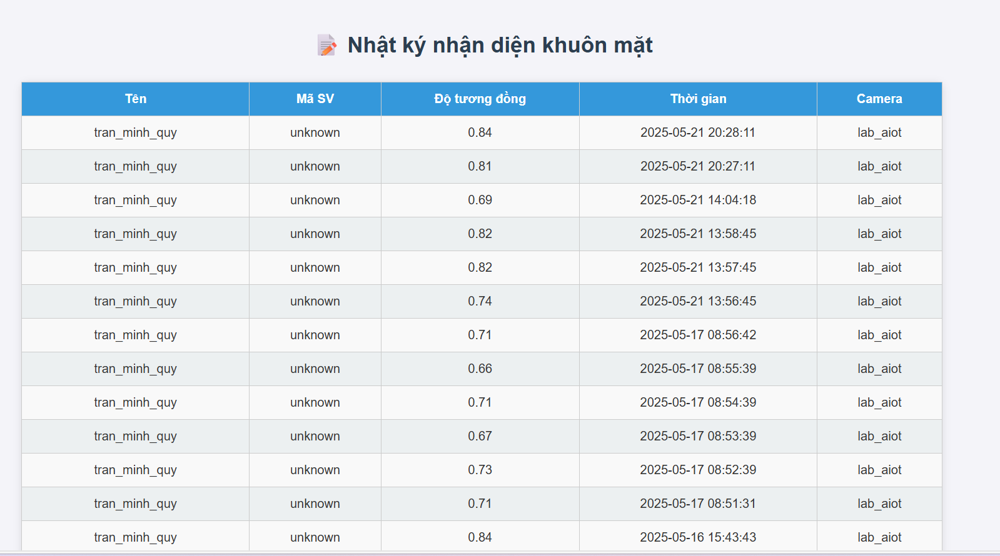 Nhật ký nhận diện khuôn mặt
Tên Mã SV Độ tương đồng Thời gian Camera
tran_minh_quy unknown 0.84 2025-05-21 20:28:11 lab_aiot
tran_minh_quy unknown 0.81 2025-05-21 20:27:11 lab_aiot
tran_minh_quy unknown 0.69 2025-05-21 14:04:18 lab_aiot
tran_minh_quy unknown 0.82 2025-05-21 13:58:45 lab_aiot
tran_minh_quy unknown 0.82 2025-05-21 13:57:45 lab_aiot
tran_minh_quy unknown 0.74 2025-05-21 13:56:45 lab_aiot
tran_minh_quy unknown 0.71 2025-05-17 08:56:42 lab_aiot
tran_minh_quy unknown 0.66 2025-05-17 08:55:39 lab_aiot
tran_minh_quy unknown 0.71 2025-05-17 08:54:39 lab_aiot
tran_minh_quy unknown 0.67 2025-05-17 08:53:39 lab_aiot
tran_minh_quy unknown 0.73 2025-05-17 08:52:39 lab_aiot
tran_minh_quy unknown 0.71 2025-05-17 08:51:31 lab_aiot
tran_minh_quy unknown 0.84 2025-05-16 15:43:43 lab_aiot